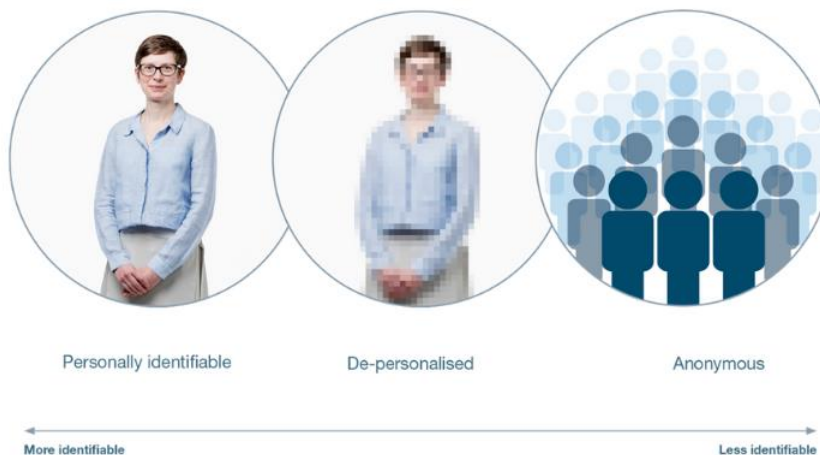 Personally identifiable
De-personalised
Anonymous
More identifiable
Less identifiable